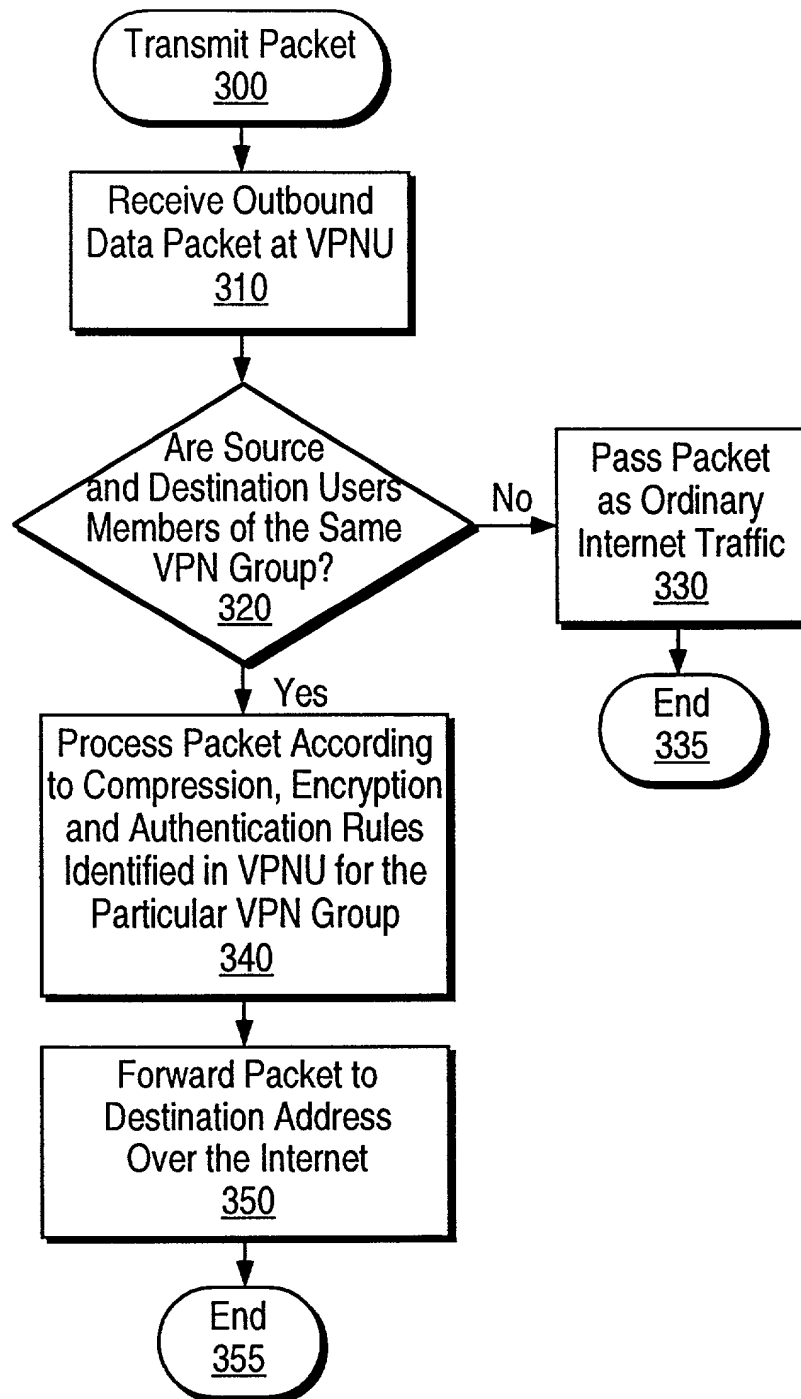 Transmit Packet
300
Receive Outbound
Data Packet at VPNU
310
Are Source
and Destination Users
Members of the Same
VPN Group?
320
No
Pass Packet
as Ordinary
Internet Traffic
330
End
335
Yes
Process Packet According
to Compression, Encryption
and Authentication Rules
Identified in VPNU for the
Particular VPN Group
340
Forward Packet to
Destination Address
Over the Internet
350
End
355